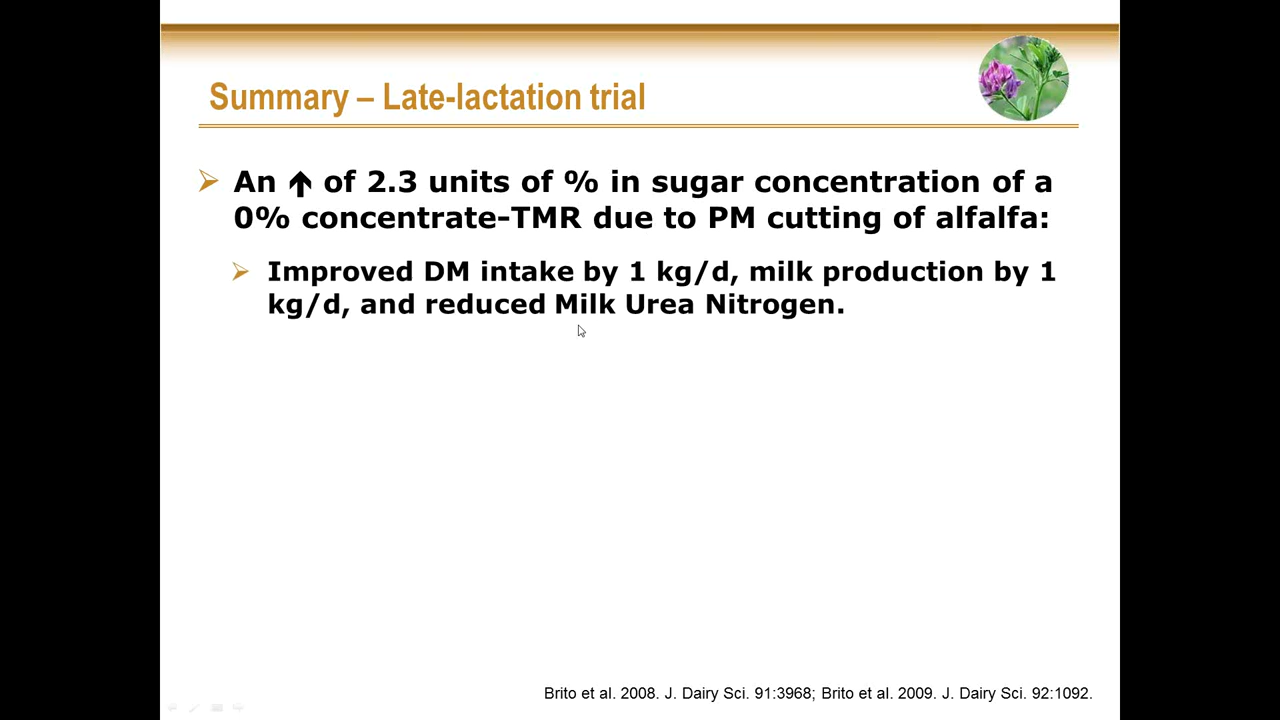 Summary – Late-lactation trial
An ↑ of 2.3 units of % in sugar concentration of a
0% concentrate-TMR due to PM cutting of alfalfa:
Improved DM intake by 1 kg/d, milk production by 1
kg/d, and reduced Milk Urea Nitrogen.
Brito et al. 2008. J. Dairy Sci. 91:3968; Brito et al. 2009. J. Dairy Sci. 92:1092.